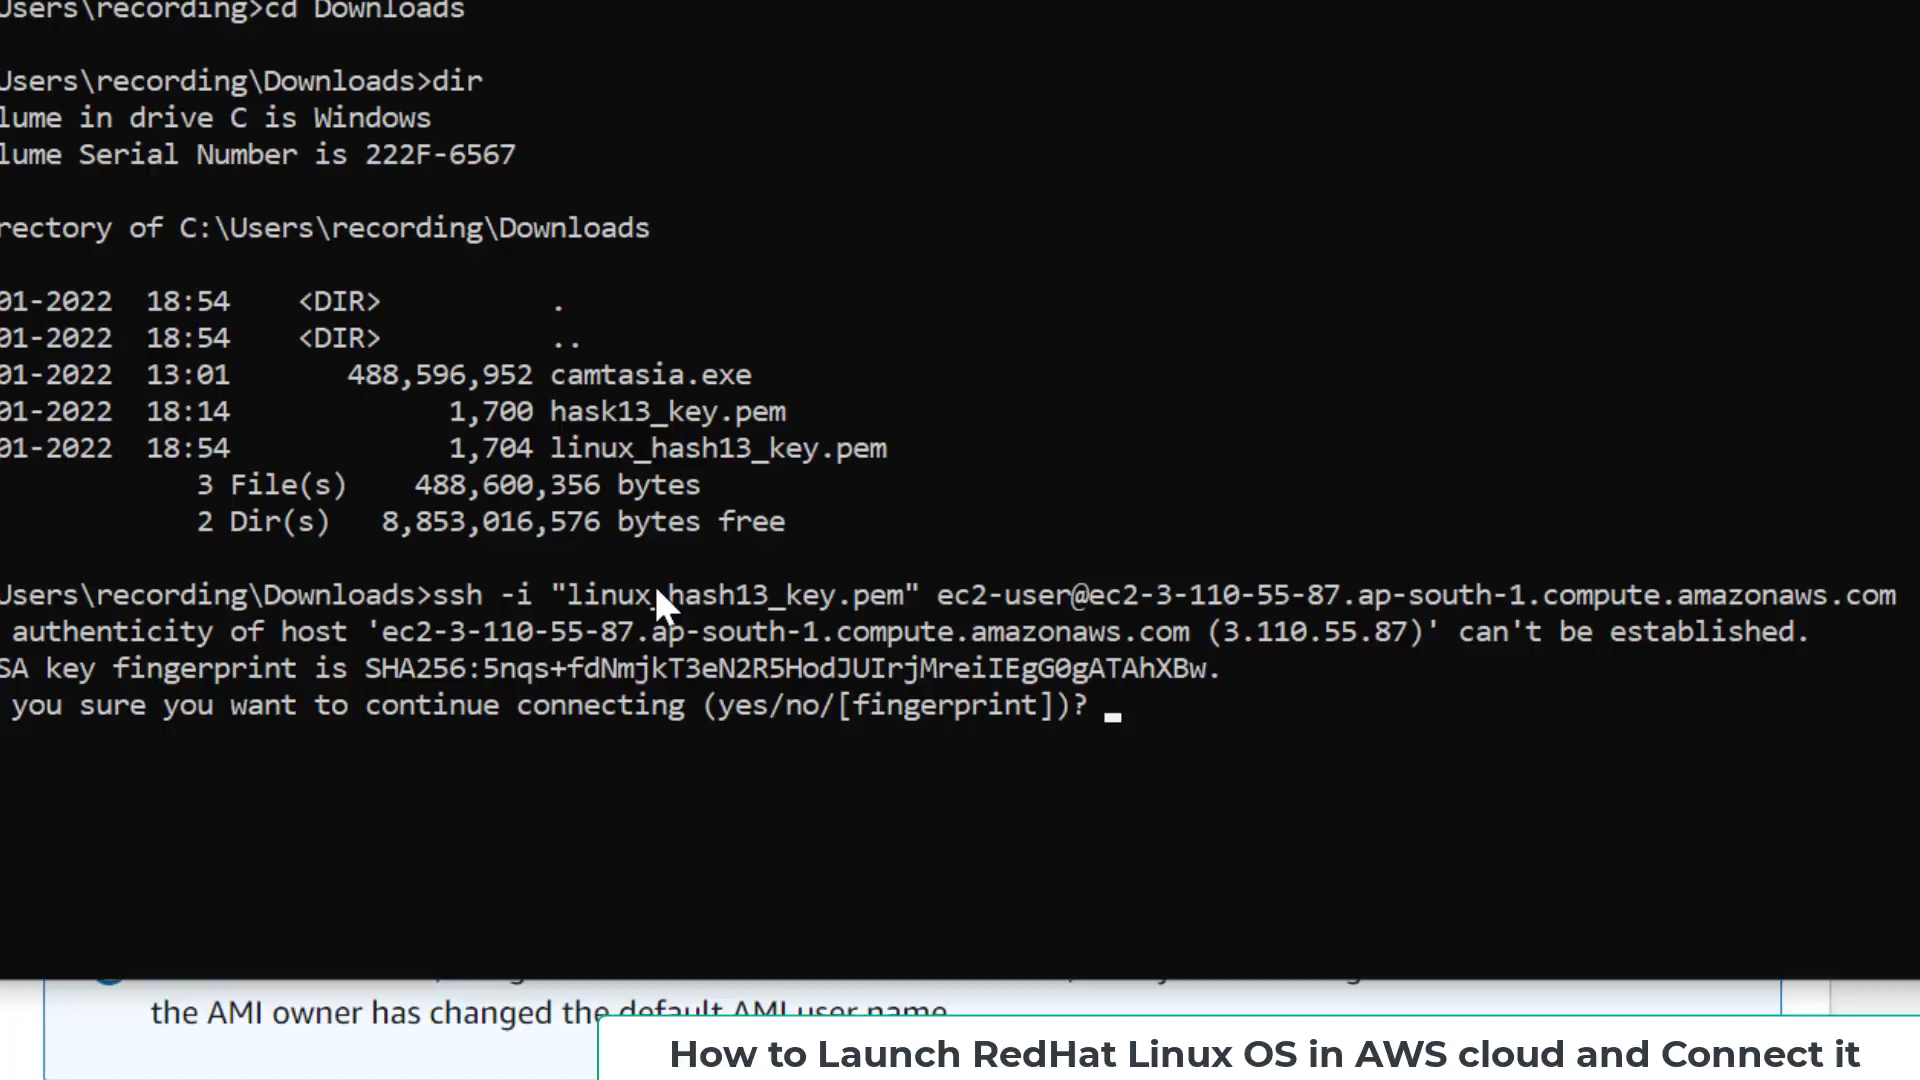 Users\recording>cd Downloads
Users\recording\Downloads>dir
lume in drive C is Windows
lume Serial Number is 222F-6567
rectory of C:\Users\recording\Downloads
01-2022  18:54    <DIR>          .
01-2022  18:54    <DIR>          ..
01-2022  13:01       488,596,952 camtasia.exe
01-2022  18:14             1,700 hask13_key.pem
01-2022  18:54             1,704 linux_hash13_key.pem
3 File(s)    488,600,356 bytes
2 Dir(s)   8,853,016,576 bytes free
Users\recording\Downloads>ssh -i "linux_hash13_key.pem" ec2-user@ec2-3-110-55-87.ap-south-1.compute.amazonaws.com
authenticity of host 'ec2-3-110-55-87.ap-south-1.compute.amazonaws.com (3.110.55.87)' can't be established.
SA key fingerprint is SHA256:5nqs+fdNmjkT3eN2R5HodJUIrjMreiIEgG0gATAhXBw.
you sure you want to continue connecting (yes/no/[fingerprint])?
the AMI owner has changed the default AMI user name
How to Launch RedHat Linux OS in AWS cloud and Connect it